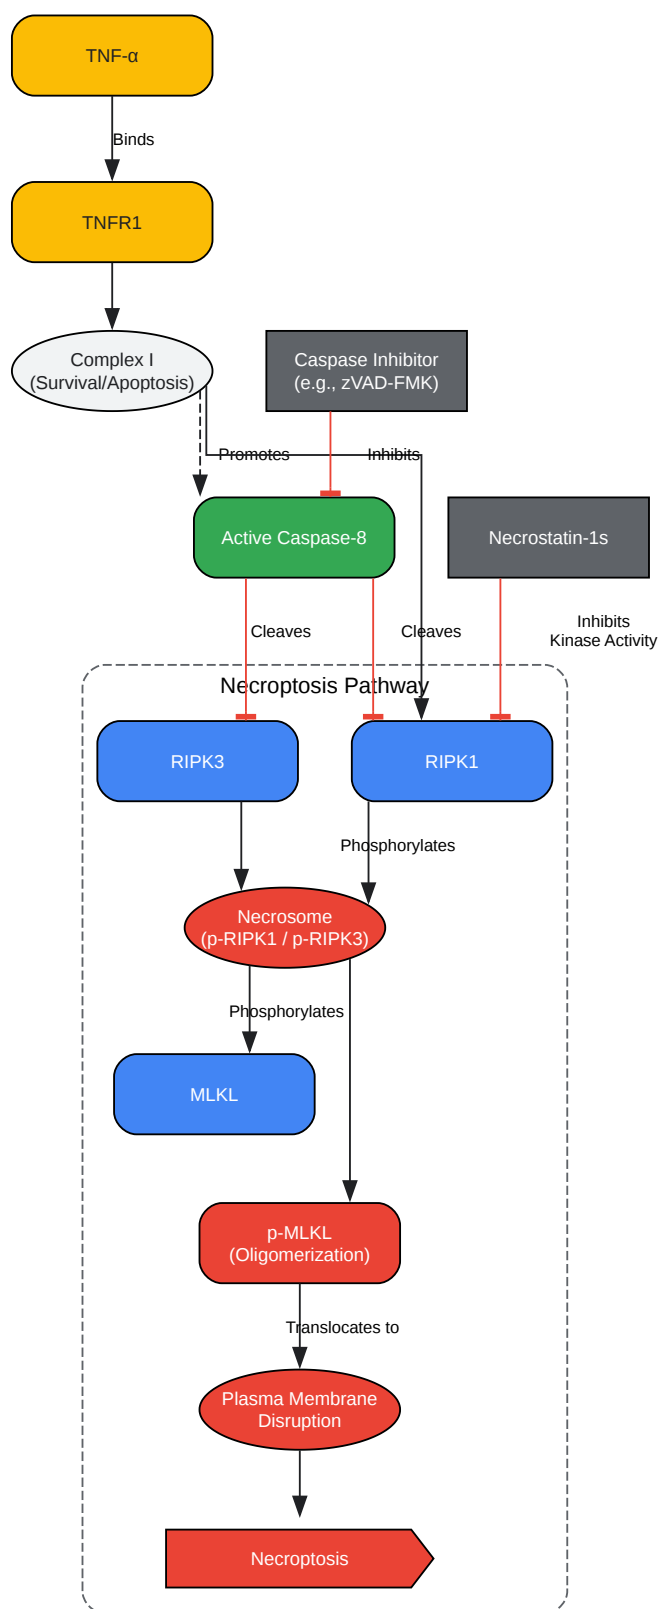 TNF-α
Binds
TNFR1
Complex I
(Survival/Apoptosis)
Caspase Inhibitor
(e.g., zVAD-FMK)
Promotes
Inhibits
Active Caspase-8
Necrostatin-1s
Cleaves
Cleaves
Inhibits
Kinase Activity
Necroptosis Pathway
RIPK3
RIPK1
Phosphorylates
Necrosome
(p-RIPK1 / p-RIPK3)
Phosphorylates
MLKL
p-MLKL
(Oligomerization)
Translocates to
Plasma Membrane
Disruption
Necroptosis